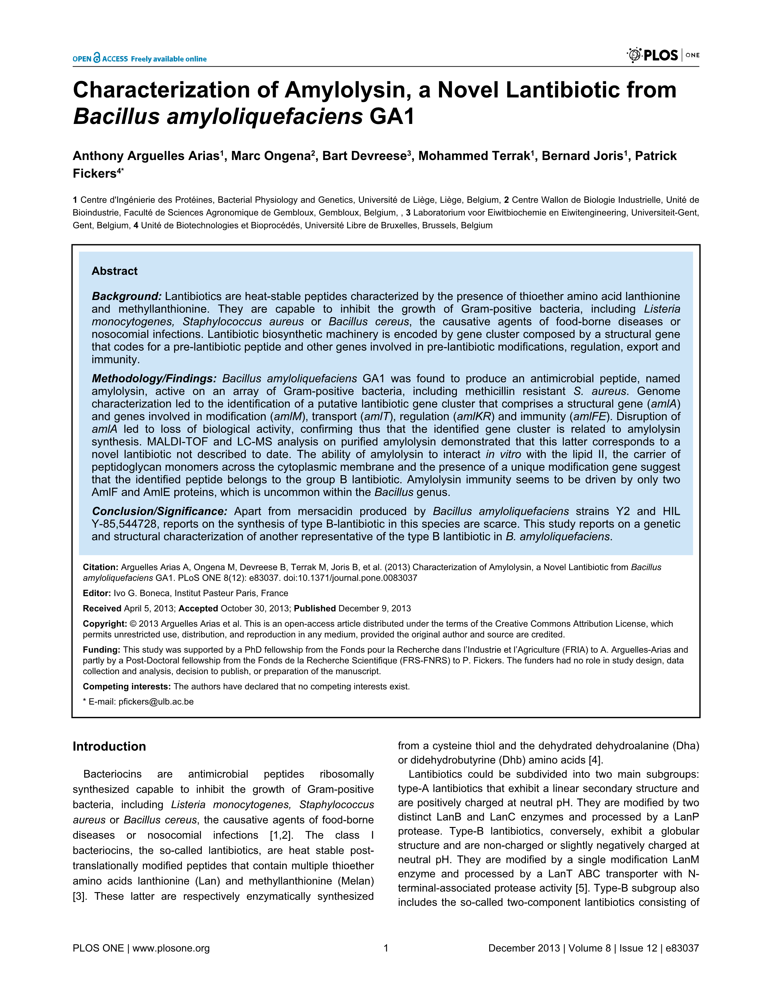 OPEN ACCESS Freely available online
PLOS ONE
Characterization of Amylolysin, a Novel Lantibiotic from
Bacillus amyloliquefaciens GA1
Anthony Arguelles Arias1, Marc Ongena2, Bart Devreese3, Mohammed Terrak1, Bernard Joris1, Patrick
Fickers4*
1 Centre d'Ingénierie des Protéines, Bacterial Physiology and Genetics, Université de Liège, Liège, Belgium, 2 Centre Wallon de Biologie Industrielle, Unité de
Bioindustrie, Faculté de Sciences Agronomique de Gembloux, Gembloux, Belgium, , 3 Laboratorium voor Eiwitbiochemie en Eiwitengineering, Universiteit-Gent,
Gent, Belgium, 4 Unité de Biotechnologies et Bioprocédés, Université Libre de Bruxelles, Brussels, Belgium
Abstract
Background: Lantibiotics are heat-stable peptides characterized by the presence of thioether amino acid lanthionine
and methyllanthionine. They are capable to inhibit the growth of Gram-positive bacteria, including Listeria
monocytogenes, Staphylococcus aureus or Bacillus cereus, the causative agents of food-borne diseases or
nosocomial infections. Lantibiotic biosynthetic machinery is encoded by gene cluster composed by a structural gene
that codes for a pre-lantibiotic peptide and other genes involved in pre-lantibiotic modifications, regulation, export and
immunity.
Methodology/Findings: Bacillus amyloliquefaciens GA1 was found to produce an antimicrobial peptide, named
amylolysin, active on an array of Gram-positive bacteria, including methicillin resistant S. aureus. Genome
characterization led to the identification of a putative lantibiotic gene cluster that comprises a structural gene (amlA)
and genes involved in modification (amlM), transport (amlT), regulation (amlKR) and immunity (amlFE). Disruption of
amlA led to loss of biological activity, confirming thus that the identified gene cluster is related to amylolysin
synthesis. MALDI-TOF and LC-MS analysis on purified amylolysin demonstrated that this latter corresponds to a
novel lantibiotic not described to date. The ability of amylolysin to interact in vitro with the lipid II, the carrier of
peptidoglycan monomers across the cytoplasmic membrane and the presence of a unique modification gene suggest
that the identified peptide belongs to the group B lantibiotic. Amylolysin immunity seems to be driven by only two
AmlF and AmlE proteins, which is uncommon within the Bacillus genus.
Conclusion/Significance: Apart from mersacidin produced by Bacillus amyloliquefaciens strains Y2 and HIL
Y-85,544728, reports on the synthesis of type B-lantibiotic in this species are scarce. This study reports on a genetic
and structural characterization of another representative of the type B lantibiotic in B. amyloliquefaciens.
Citation: Arguelles Arias A, Ongena M, Devreese B, Terrak M, Joris B, et al. (2013) Characterization of Amylolysin, a Novel Lantibiotic from Bacillus
amyloliquefaciens GA1. PLoS ONE 8(12): e83037. doi:10.1371/journal.pone.0083037
Editor: Ivo G. Boneca, Institut Pasteur Paris, France
Received April 5, 2013; Accepted October 30, 2013; Published December 9, 2013
Copyright: © 2013 Arguelles Arias et al. This is an open-access article distributed under the terms of the Creative Commons Attribution License, which
permits unrestricted use, distribution, and reproduction in any medium, provided the original author and source are credited.
Funding: This study was supported by a PhD fellowship from the Fonds pour la Recherche dans l’Industrie et l’Agriculture (FRIA) to A. Arguelles-Arias and
partly by a Post-Doctoral fellowship from the Fonds de la Recherche Scientifique (FRS-FNRS) to P. Fickers. The funders had no role in study design, data
collection and analysis, decision to publish, or preparation of the manuscript.
Competing interests: The authors have declared that no competing interests exist.
* E-mail: pfickers@ulb.ac.be
Introduction
Bacteriocins are antimicrobial peptides ribosomally
synthesized capable to inhibit the growth of Gram-positive
bacteria, including Listeria monocytogenes, Staphylococcus
aureus or Bacillus cereus, the causative agents of food-borne
diseases or nosocomial infections [1,2]. The class I
bacteriocins, the so-called lantibiotics, are heat stable post-
translationally modified peptides that contain multiple thioether
amino acids lanthionine (Lan) and methyllanthionine (Melan)
[3]. These latter are respectively enzymatically synthesized
from a cysteine thiol and the dehydrated dehydroalanine (Dha)
or didehydrobutyrine (Dhb) amino acids [4].
Lantibiotics could be subdivided into two main subgroups:
type-A lantibiotics that exhibit a linear secondary structure and
are positively charged at neutral pH. They are modified by two
distinct LanB and LanC enzymes and processed by a LanP
protease. Type-B lantibiotics, conversely, exhibit a globular
structure and are non-charged or slightly negatively charged at
neutral pH. They are modified by a single modification LanM
enzyme and processed by a LanT ABC transporter with N-
terminal-associated protease activity [5]. Type-B subgroup also
includes the so-called two-component lantibiotics consisting of
PLOS ONE | www.plosone.org
1
December 2013 | Volume 8 | Issue 12 | e83037